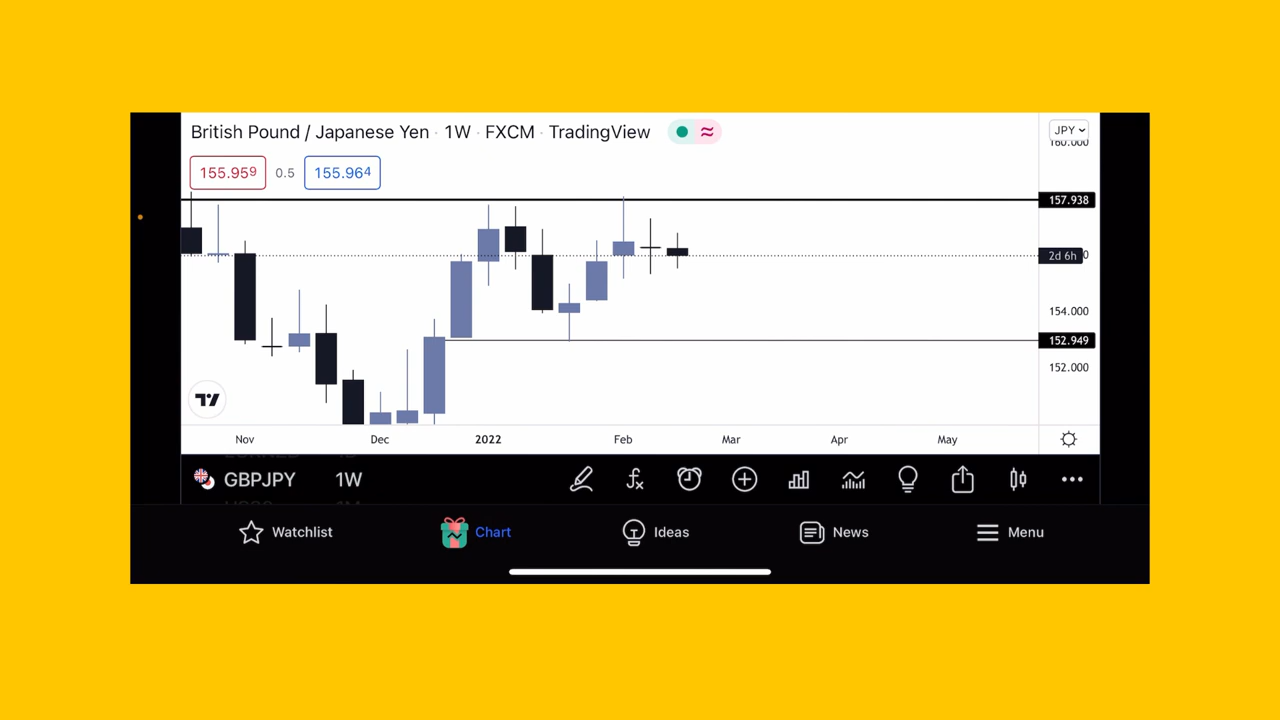 British Pound / Japanese Yen · 1W · FXCM · TradingView
JPY
160.000
155.959 0.5 155.964
157.938
2d 6h
154.000
152.949
152.000
Nov Dec 2022 Feb Mar Apr May
GBPJPY 1W
Watchlist Chart Ideas News Menu